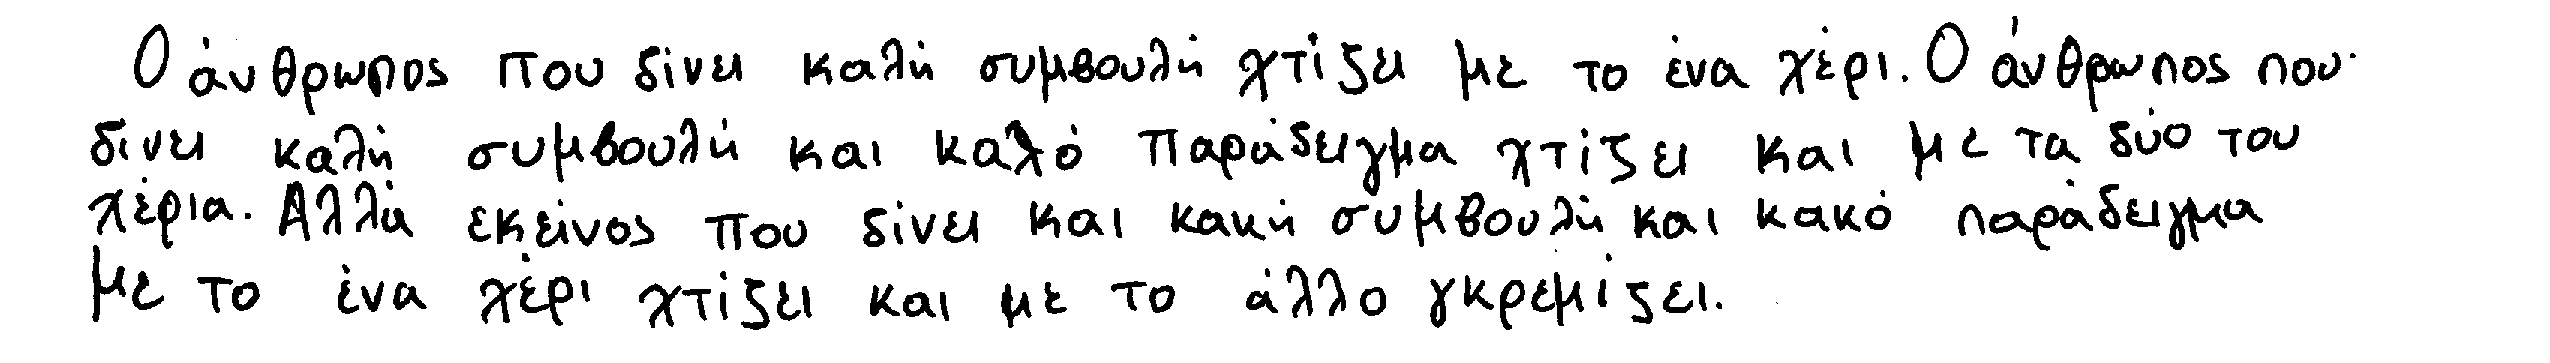 Ο άνθρωπος που δίνει καλή συμβουλή χτίζει με το ένα χέρι. Ο άνθρωπος που
δίνει καλή συμβουλή και καλό παράδειγμα χτίζει και με τα δύο του
χέρια. Αλλά εκείνος που δίνει και κακή συμβουλή και κακό παράδειγμα
με το ένα χέρι χτίζει και με το άλλο γκρεμίζει.